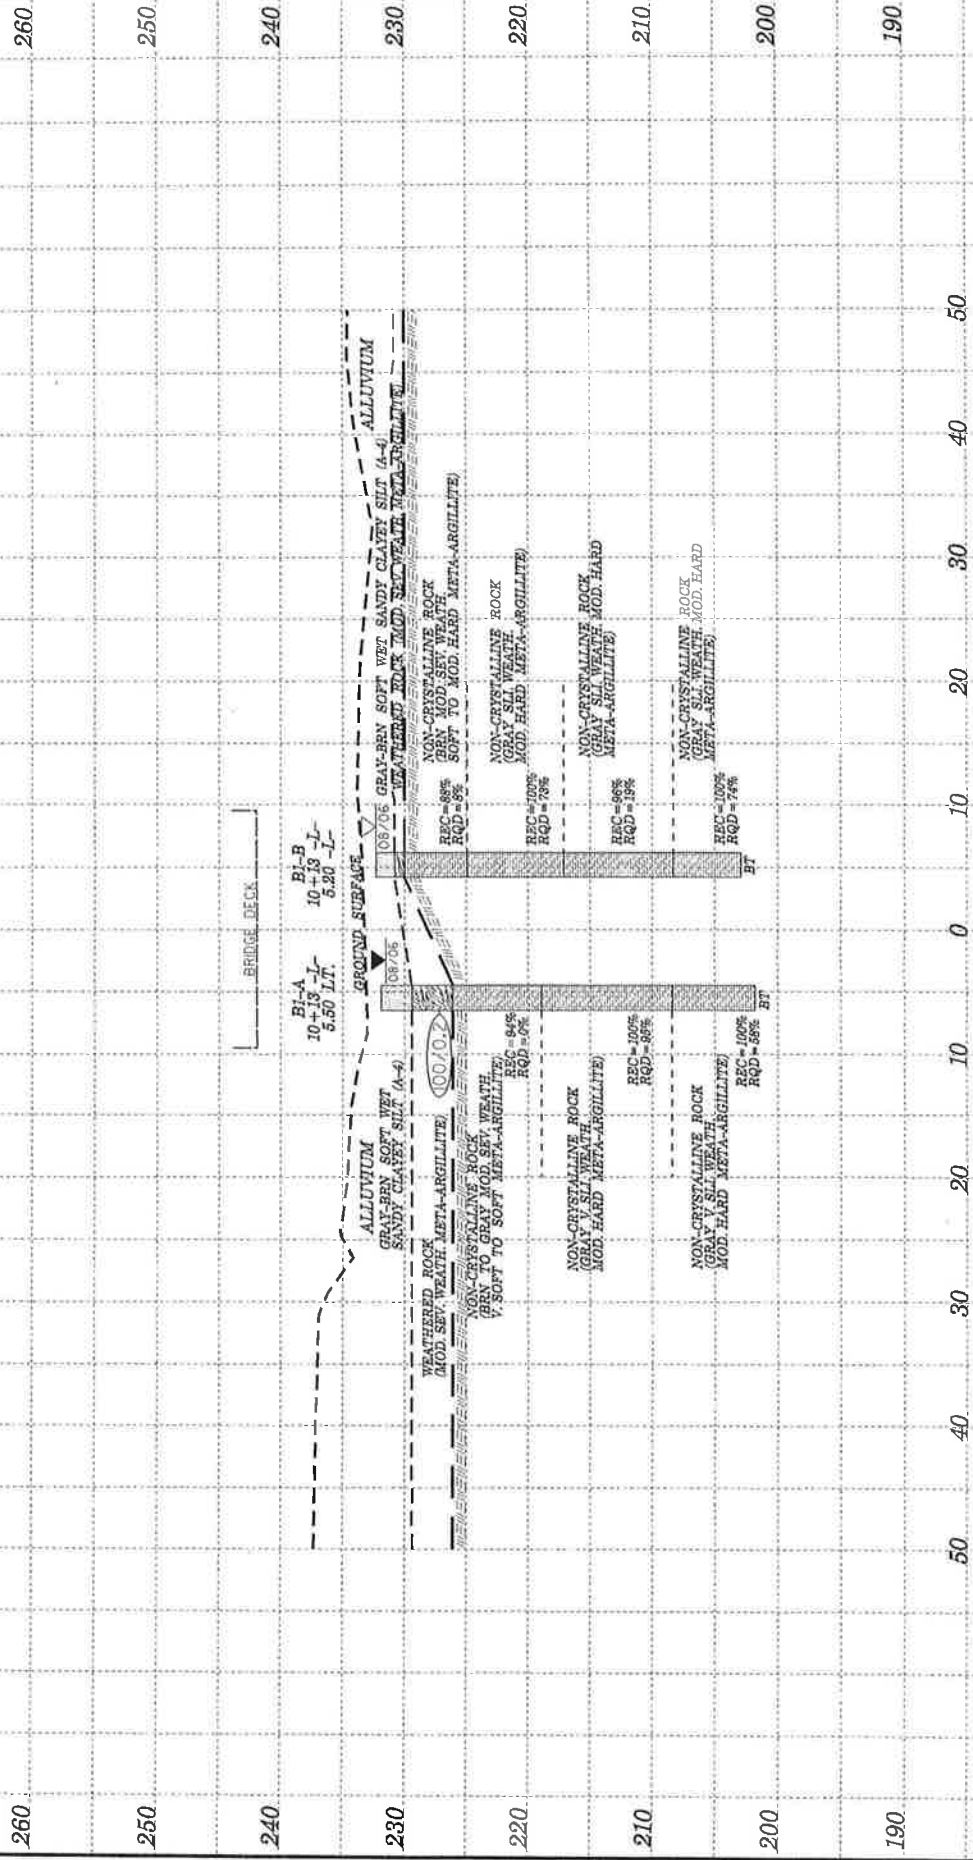 BRIDGE DECK
B1-A
10+13 -L-
5.50 LT.
B1-B
10+13 -L-
5.20 -L-
GROUND SURFACE
ALLUVIUM
GRAY-BRN SOFT WET
SANDY CLAYEY SILT (A-4)
08/06
08/06
ALLUVIUM
GRAY-BRN SOFT WET SANDY CLAYEY SILT (A-4)
WEATHERED ROCK (MOD. SEV. WEATH. META-ARGILLITE)
WEATHERED ROCK
(MOD. SEV. WEATH. META-ARGILLITE)
100/0.2
NON-CRYSTALLINE ROCK
(BRN TO GRAY MOD. SEV. WEATH.
V. SOFT TO SOFT META-ARGILLITE)
REC=94%
RQD=0%
NON-CRYSTALLINE ROCK
(GRAY V. SLI. WEATH.
MOD. HARD META-ARGILLITE)
REC=100%
RQD=95%
NON-CRYSTALLINE ROCK
(GRAY V. SLI. WEATH.
MOD. HARD META-ARGILLITE)
REC=100%
RQD=58%
BT
REC=88%
RQD=8%
NON-CRYSTALLINE ROCK
(BRN MOD. SEV. WEATH.
SOFT TO MOD. HARD META-ARGILLITE)
REC=100%
RQD=73%
NON-CRYSTALLINE ROCK
(GRAY SLI. WEATH.
MOD. HARD META-ARGILLITE)
REC=96%
RQD=19%
NON-CRYSTALLINE ROCK
(GRAY SLI. WEATH. MOD. HARD
META-ARGILLITE)
REC=100%
RQD=74%
NON-CRYSTALLINE ROCK
(GRAY SLI. WEATH. MOD. HARD
META-ARGILLITE)
BT
260
250
240
230
220
210
200
190
260
250
240
230
220
210
200
190
50
40
30
20
10
0
10
20
30
40
50